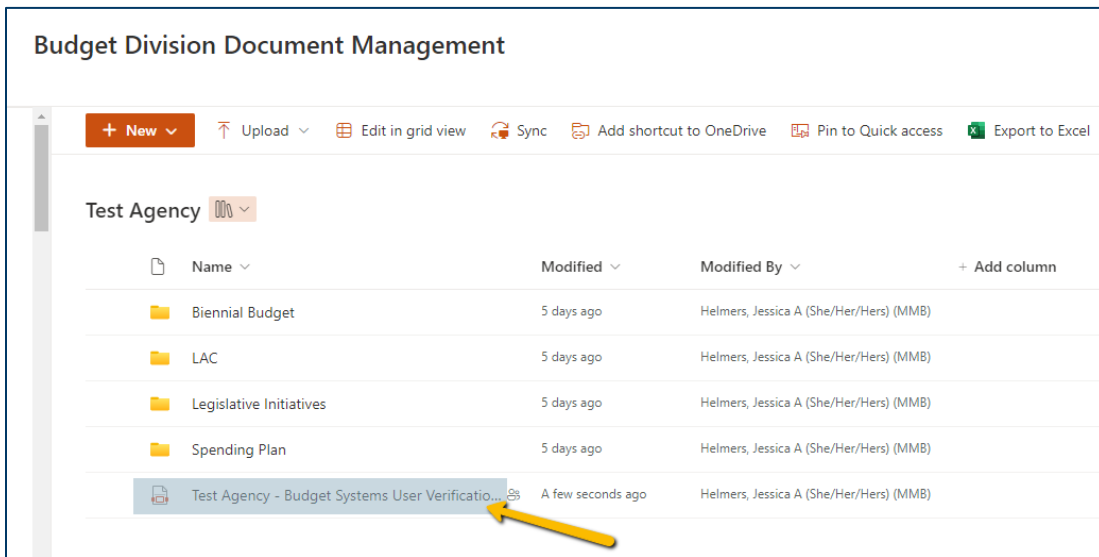 Budget Division Document Management
+ New Upload Edit in grid view Sync Add shortcut to OneDrive Pin to Quick access Export to Excel
Test Agency
Name Modified Modified By + Add column
Biennial Budget 5 days ago Helmers, Jessica A (She/Her/Hers) (MMB)
LAC 5 days ago Helmers, Jessica A (She/Her/Hers) (MMB)
Legislative Initiatives 5 days ago Helmers, Jessica A (She/Her/Hers) (MMB)
Spending Plan 5 days ago Helmers, Jessica A (She/Her/Hers) (MMB)
Test Agency - Budget Systems User Verificatio... A few seconds ago Helmers, Jessica A (She/Her/Hers) (MMB)